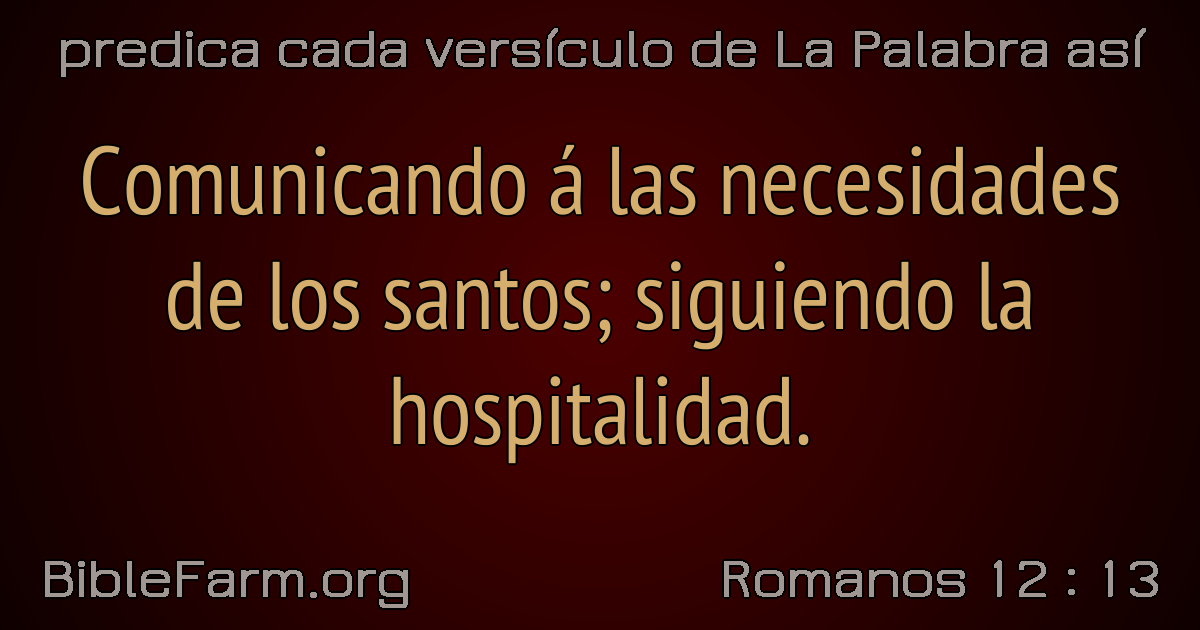 predica cada versículo de La Palabra así
Comunicando á las necesidades
de los santos; siguiendo la
hospitalidad.
BibleFarm.org
Romanos 12 : 13